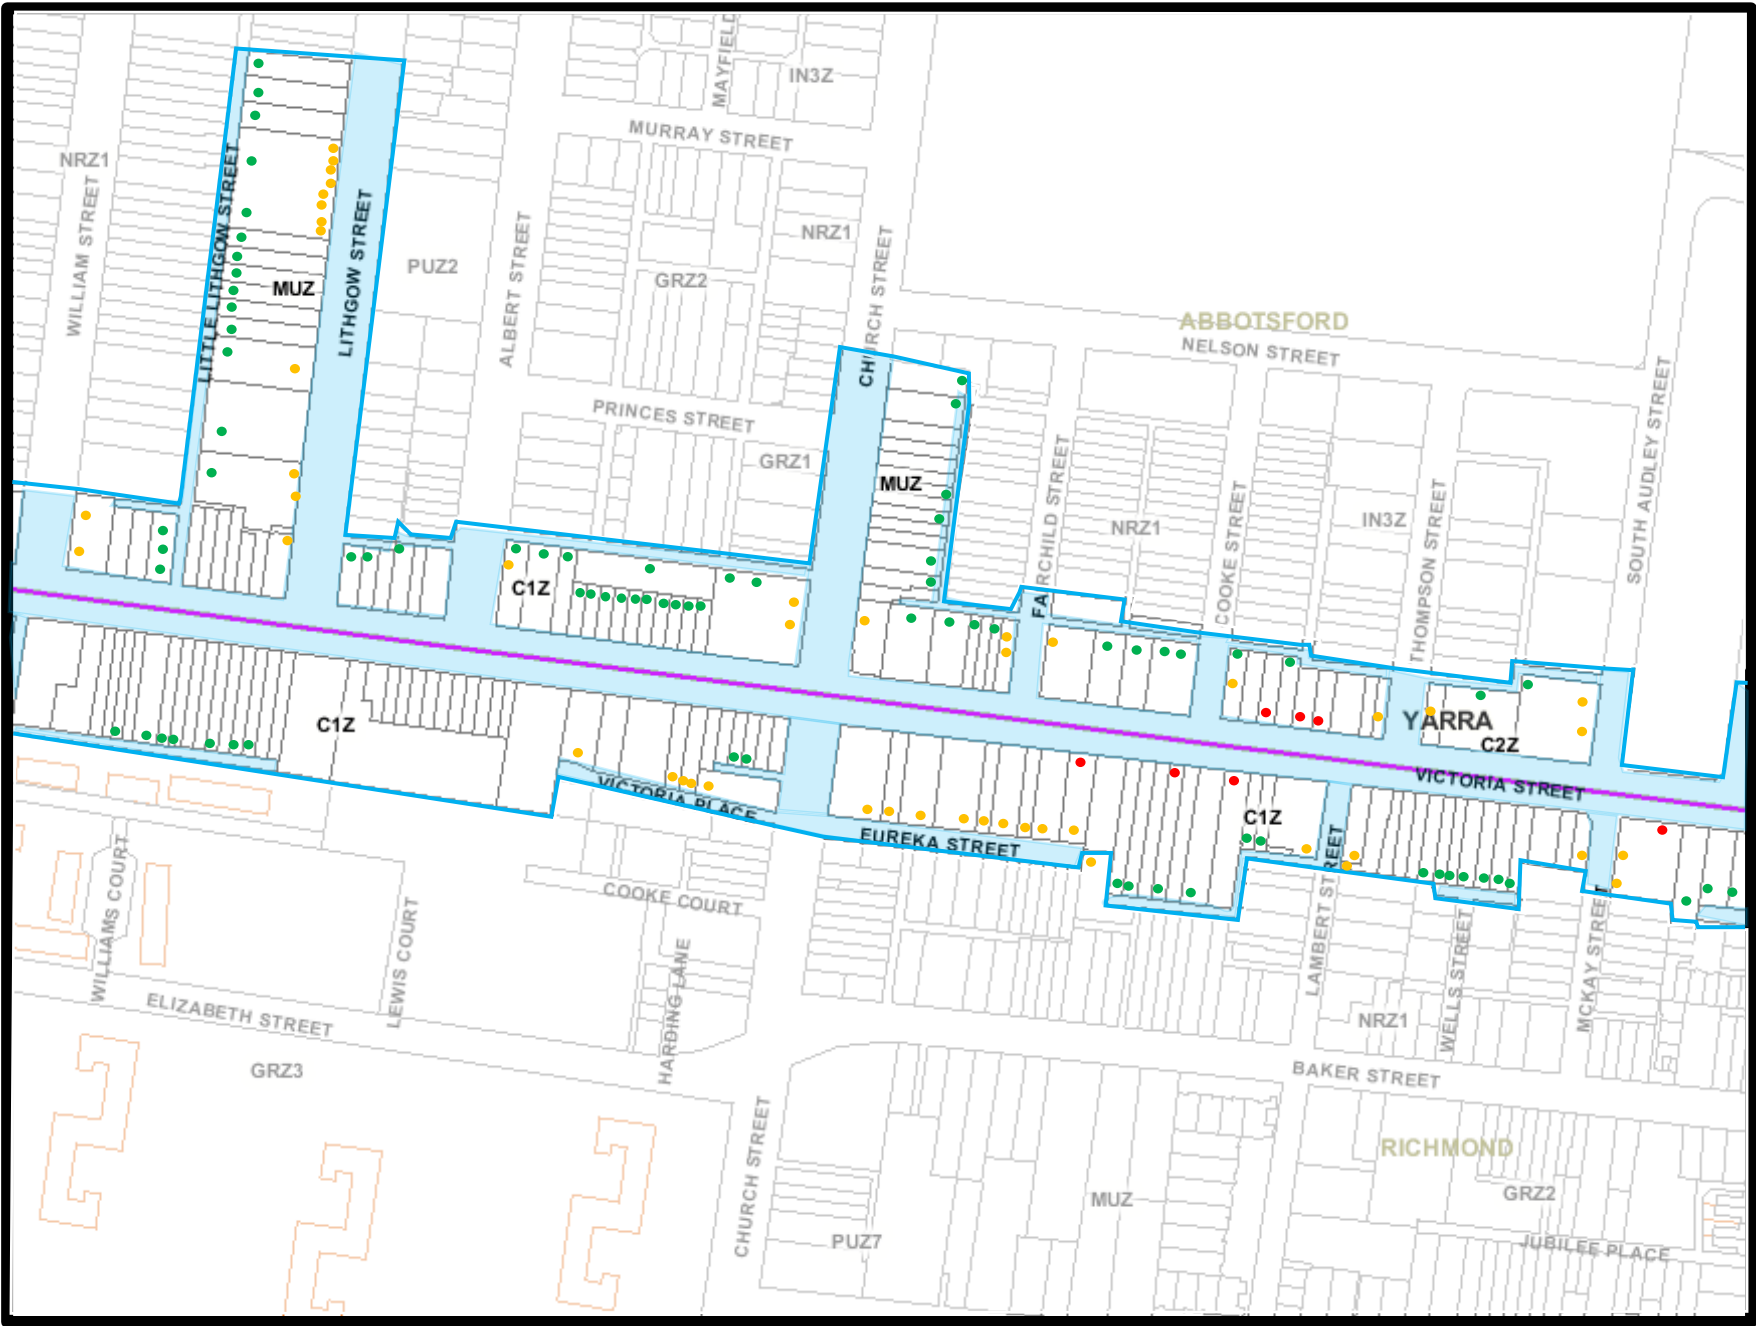 MAYFIELD
IN3Z
MURRAY STREET
NRZ1
WILLIAM STREET
LITTLE LITHGOW STREET
LITHGOW STREET
MUZ
PUZ2
ALBERT STREET
GRZ2
NRZ1
CHURCH STREET
ABBOTSFORD
NELSON STREET
SOUTH AUDLEY STREET
PRINCES STREET
GRZ1
MUZ
FAIRCHILD STREET
NRZ1
COOKE STREET
IN3Z
THOMPSON STREET
C1Z
YARRA
C2Z
C1Z
VICTORIA STREET
VICTORIA PLACE
C1Z
EUREKA STREET
LAMBERT STREET
WILLIAMS COURT
LEWIS COURT
COOKE COURT
HARDING LANE
WELLS STREET
MCKAY STREET
ELIZABETH STREET
NRZ1
GRZ3
BAKER STREET
CHURCH STREET
RICHMOND
MUZ
GRZ2
PUZ7
JUBILEE PLACE